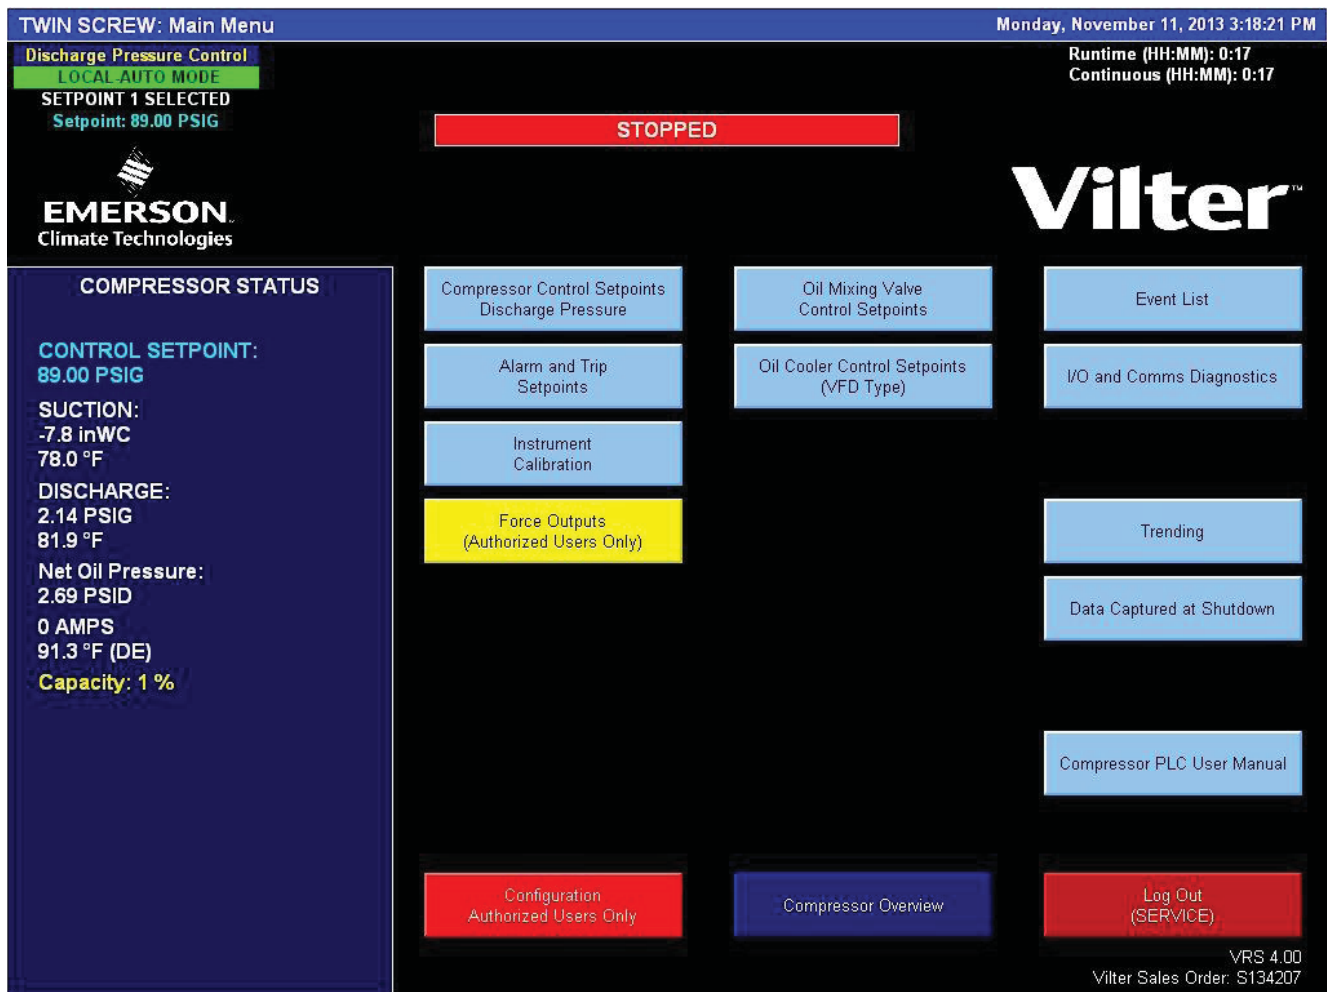 TWIN SCREW: Main Menu
Monday, November 11, 2013 3:18:21 PM
Discharge Pressure Control
LOCAL-AUTO MODE
SETPOINT 1 SELECTED
Setpoint: 89.00 PSIG
Runtime (HH:MM): 0:17
Continuous (HH:MM): 0:17
STOPPED
EMERSON™
Climate Technologies
Vilter™
COMPRESSOR STATUS
CONTROL SETPOINT:
89.00 PSIG
SUCTION:
-7.8 inWC
78.0 °F
DISCHARGE:
2.14 PSIG
81.9 °F
Net Oil Pressure:
2.69 PSID
0 AMPS
91.3 °F (DE)
Capacity: 1 %
Compressor Control Setpoints
Discharge Pressure
Alarm and Trip
Setpoints
Instrument
Calibration
Force Outputs
(Authorized Users Only)
Oil Mixing Valve
Control Setpoints
Oil Cooler Control Setpoints
(VFD Type)
Event List
I/O and Comms Diagnostics
Trending
Data Captured at Shutdown
Compressor PLC User Manual
Configuration
Authorized Users Only
Compressor Overview
Log Out
(SERVICE)
VRS 4.00
Vilter Sales Order: S134207